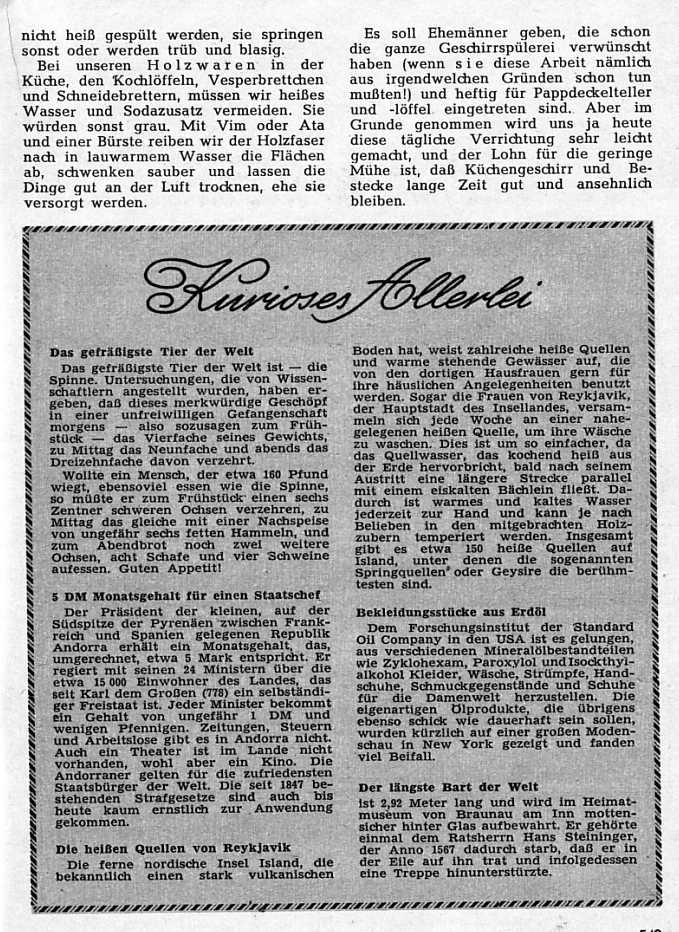 nicht heiß gespült werden, sie springen
sonst oder werden trüb und blasig.
Bei unseren Holzwaren in der
Küche, den Kochlöffeln, Vesperbrettchen
und Schneidebrettern, müssen wir heißes
Wasser und Sodazusatz vermeiden. Sie
würden sonst grau. Mit Vim oder Ata
und einer Bürste reiben wir der Holzfaser
nach in lauwarmem Wasser die Flächen
ab, schwenken sauber und lassen die
Dinge gut an der Luft trocknen, ehe sie
versorgt werden.
Es soll Ehemänner geben, die schon
die ganze Geschirrspülerei verwünscht
haben (wenn sie diese Arbeit nämlich
aus irgendwelchen Gründen schon tun
mußten!) und heftig für Pappdeckelteller
und -löffel eingetreten sind. Aber im
Grunde genommen wird uns ja heute
diese tägliche Verrichtung sehr leicht
gemacht, und der Lohn für die geringe
Mühe ist, daß Küchengeschirr und Be-
stecke lange Zeit gut und ansehnlich
bleiben.
Kurioses Allerlei
Das gefräßigste Tier der Welt
Das gefräßigste Tier der Welt ist — die
Spinne. Untersuchungen, die von Wissen-
schaftlern angestellt wurden, haben er-
geben, daß dieses merkwürdige Geschöpf
in einer unfreiwilligen Gefangenschaft
morgens — also sozusagen zum Früh-
stück — das Vierfache seines Gewichts,
zu Mittag das Neunfache und abends das
Dreizehnfache davon verzehrt.
Wollte ein Mensch, der etwa 160 Pfund
wiegt, ebensoviel essen wie die Spinne,
so müßte er zum Frühstück einen sechs
Zentner schweren Ochsen verzehren, zu
Mittag das gleiche mit einer Nachspeise
von ungefähr sechs fetten Hammeln, und
zum Abendbrot noch zwei weitere
Ochsen, acht Schafe und vier Schweine
aufessen. Guten Appetit!
5 DM Monatsgehalt für einen Staatschef
Der Präsident der kleinen, auf der
Südspitze der Pyrenäen zwischen Frank-
reich und Spanien gelegenen Republik
Andorra erhält ein Monatsgehalt, das,
umgerechnet, etwa 5 Mark entspricht. Er
regiert mit seinen 24 Ministern über die
etwa 15 000 Einwohner des Landes, das
seit Karl dem Großen (778) ein selbständi-
ger Freistaat ist. Jeder Minister bekommt
ein Gehalt von ungefähr 1 DM und
wenigen Pfennigen. Zeitungen, Steuern
und Arbeitslose gibt es in Andorra nicht.
Auch ein Theater ist im Lande nicht
vorhanden, wohl aber ein Kino. Die
Andorraner gelten für die zufriedensten
Staatsbürger der Welt. Die seit 1847 be-
stehenden Strafgesetze sind auch bis
heute kaum ernstlich zur Anwendung
gekommen.
Die heißen Quellen von Reykjavik
Die ferne nordische Insel Island, die
bekanntlich einen stark vulkanischen
Boden hat, weist zahlreiche heiße Quellen
und warme stehende Gewässer auf, die
von den dortigen Hausfrauen gern für
ihre häuslichen Angelegenheiten benutzt
werden. Sogar die Frauen von Reykjavik,
der Hauptstadt des Insellandes, versam-
meln sich jede Woche an einer nahe-
gelegenen heißen Quelle, um ihre Wäsche
zu waschen. Dies ist um so einfacher, da
das Quellwasser, das kochend heiß aus
der Erde hervorbricht, bald nach seinem
Austritt eine längere Strecke parallel
mit einem eiskalten Bächlein fließt. Da-
durch ist warmes und kaltes Wasser
jederzeit zur Hand und kann je nach
Belieben in den mitgebrachten Holz-
zubern temperiert werden. Insgesamt
gibt es etwa 150 heiße Quellen auf
Island, unter denen die sogenannten
Springquellen oder Geysire die berühm-
testen sind.
Bekleidungsstücke aus Erdöl
Dem Forschungsinstitut der Standard
Oil Company in den USA ist es gelungen,
aus verschiedenen Mineralölbestandteilen
wie Zyklohexam, Paroxylol und Isockthyl-
alkohol Kleider, Wäsche, Strümpfe, Hand-
schuhe, Schmuckgegenstände und Schuhe
für die Damenwelt herzustellen. Die
eigenartigen Ölprodukte, die übrigens
ebenso schick wie dauerhaft sein sollen,
wurden kürzlich auf einer großen Moden-
schau in New York gezeigt und fanden
viel Beifall.
Der längste Bart der Welt
ist 2,92 Meter lang und wird im Heimat-
museum von Braunau am Inn motten-
sicher hinter Glas aufbewahrt. Er gehörte
einmal dem Ratsherrn Hans Steininger,
der Anno 1567 dadurch starb, daß er in
der Eile auf ihn trat und infolgedessen
eine Treppe hinunterstürzte.